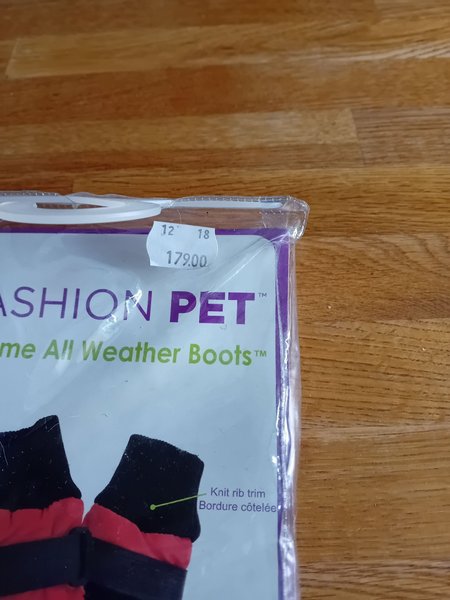 12 18
179.00
ASHION PET™
me All Weather Boots™
Knit rib trim
Bordure côtelée